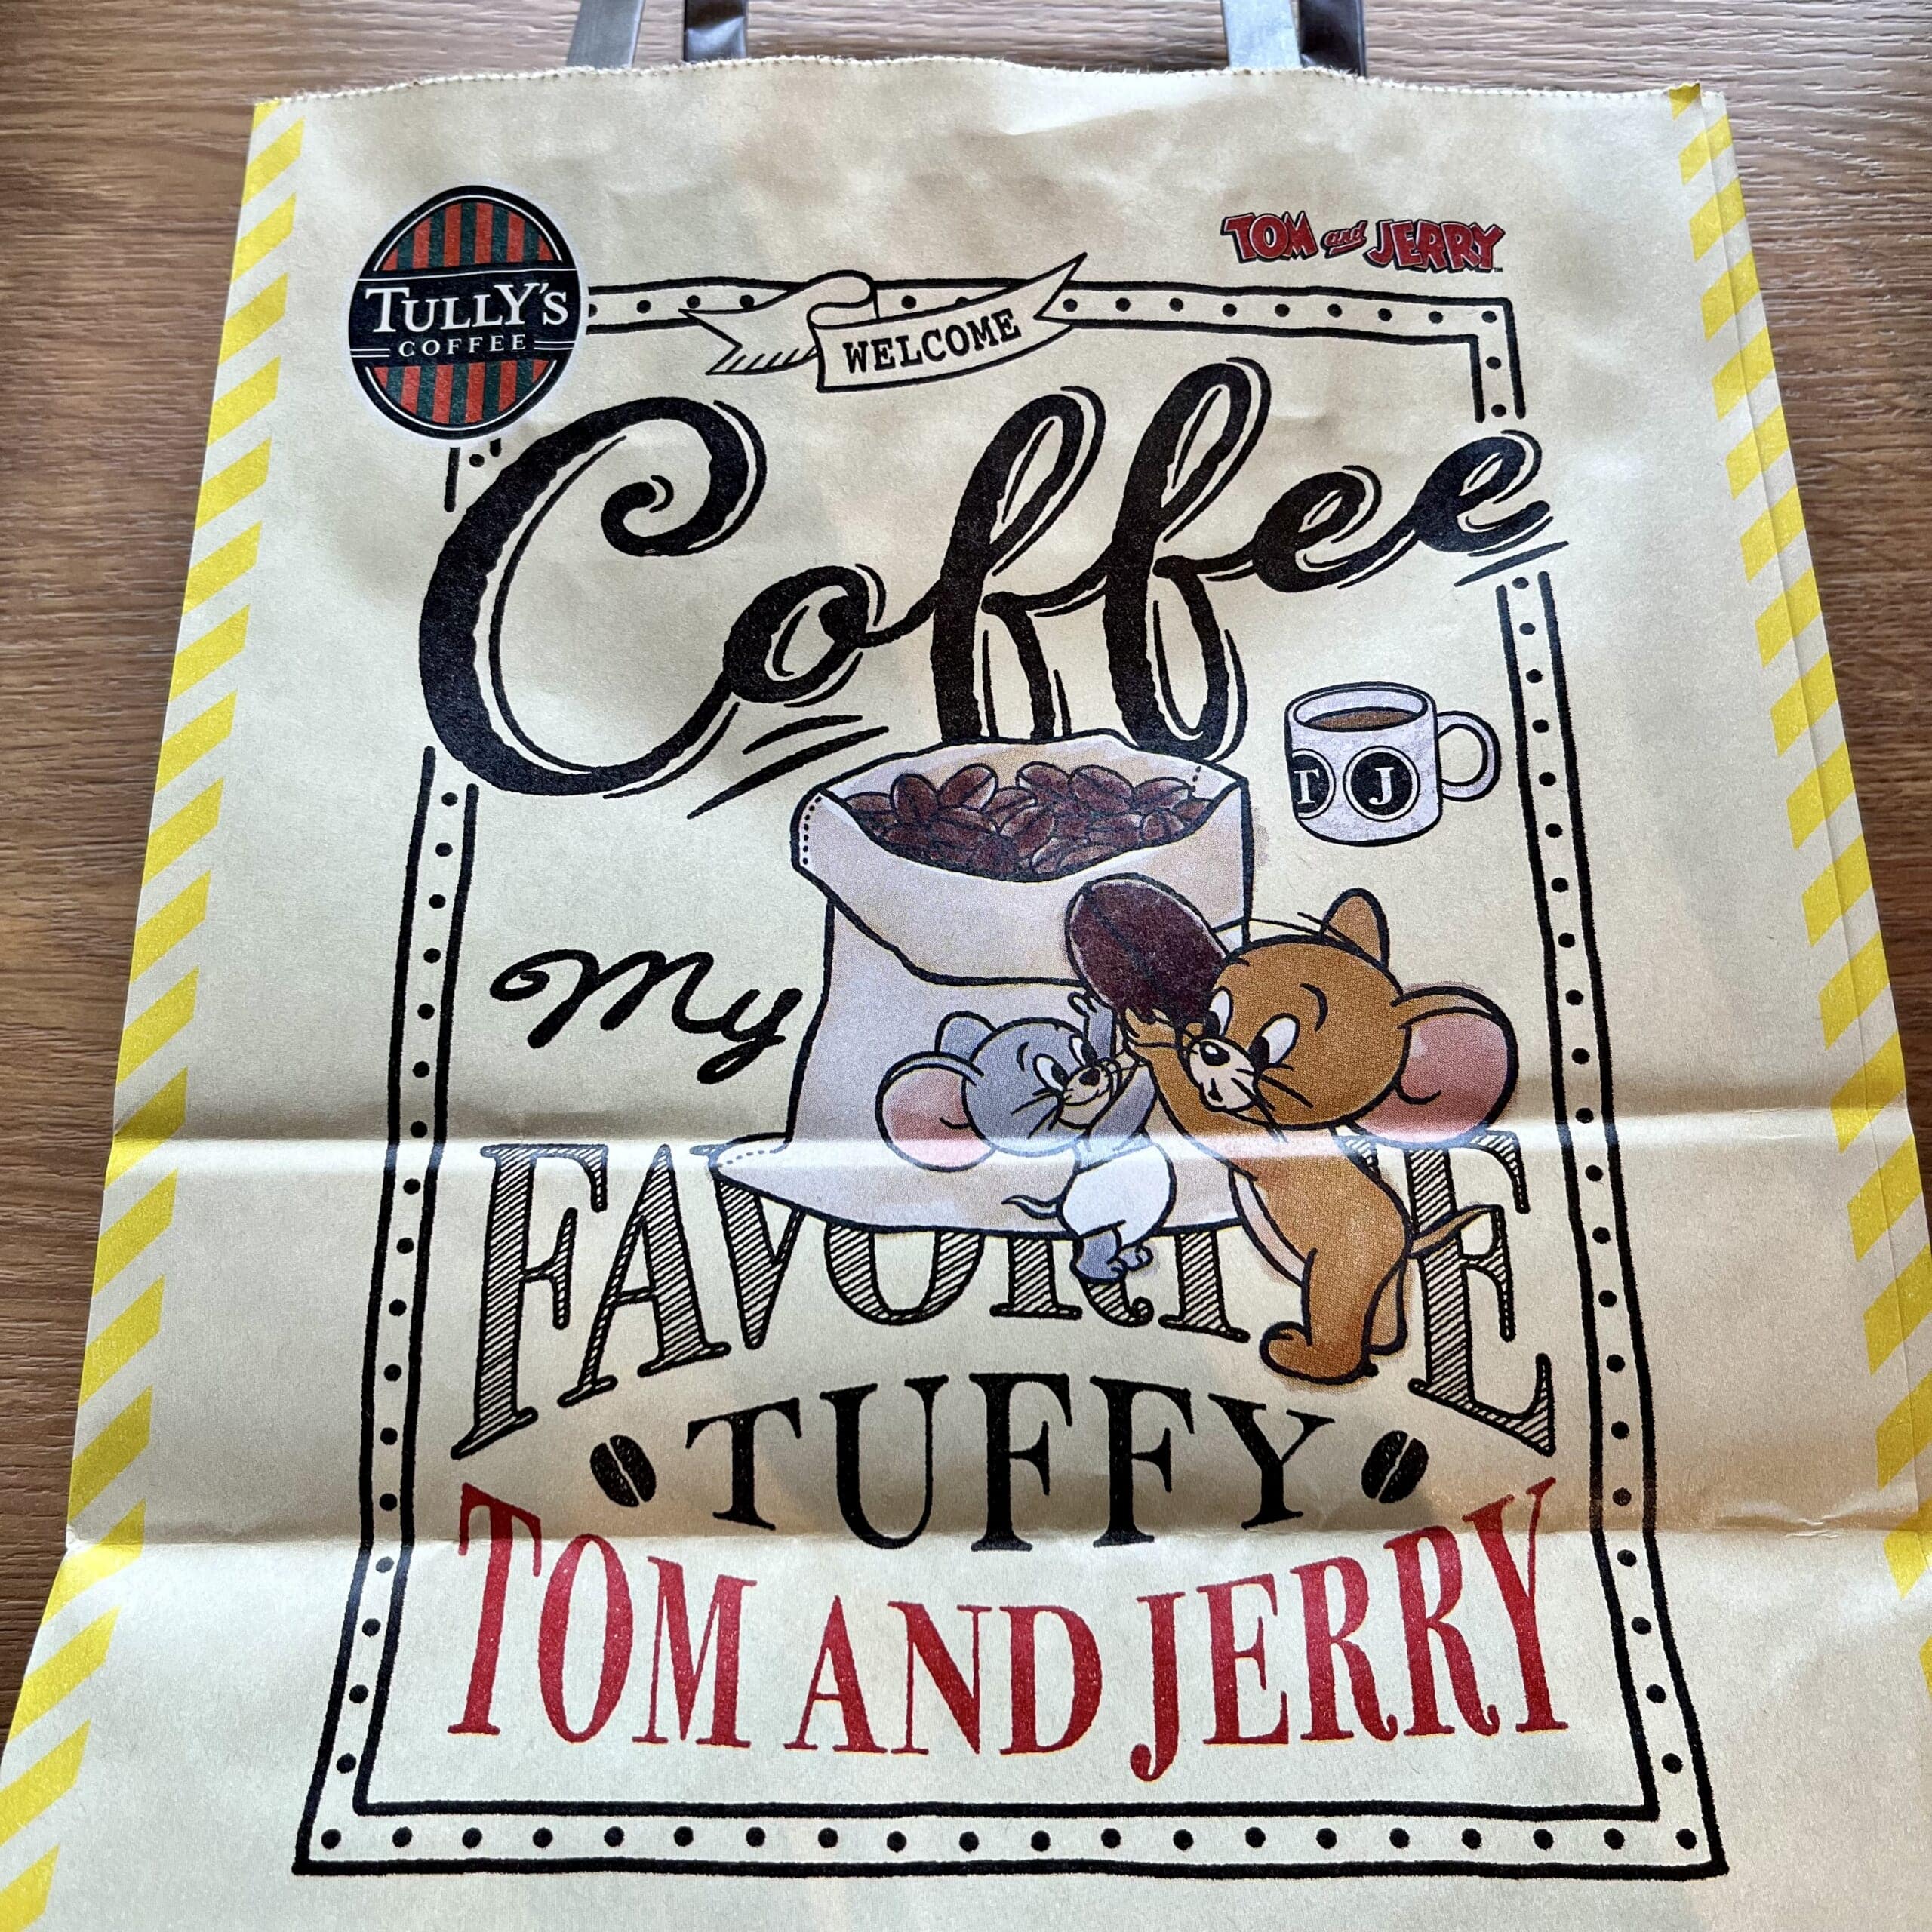 TULLY'S
COFFEE
TOM and JERRY
WELCOME
Coffee
T J
My
FAVORITE
TUFFY
TOM AND JERRY